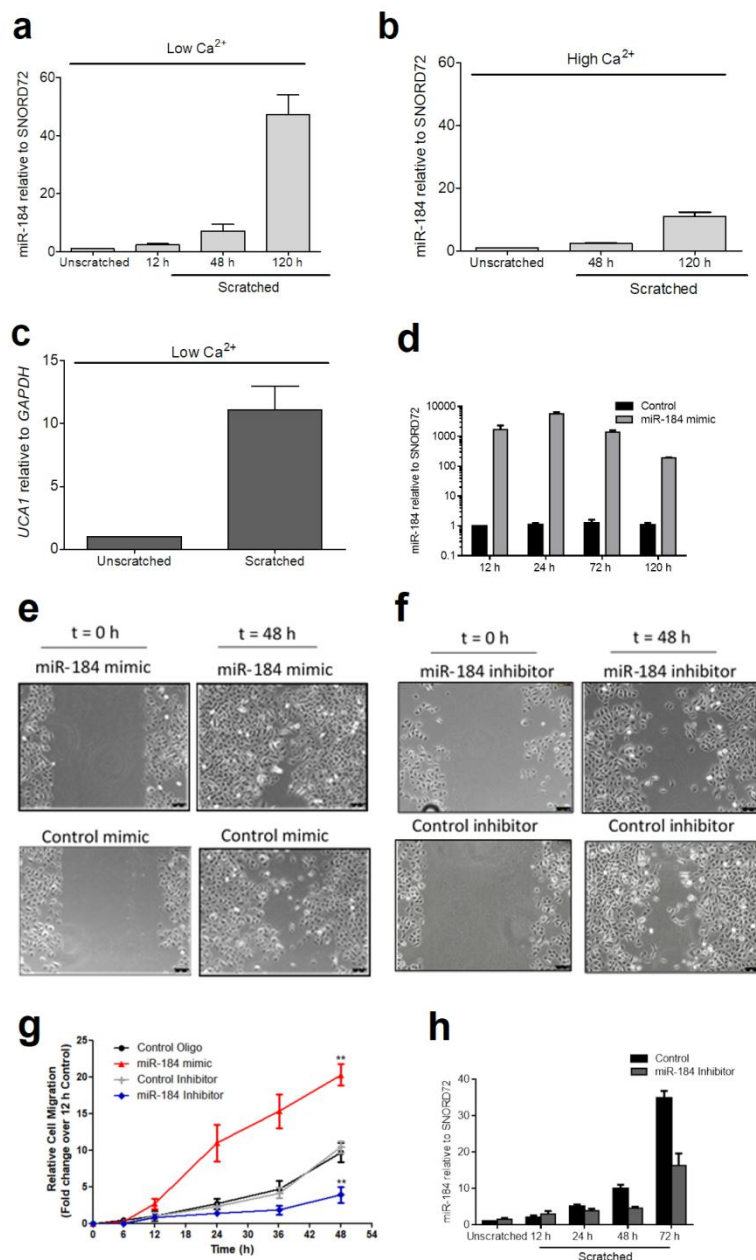 a
Low Ca²⁺
miR-184 relative to SNORD72
60
40
20
0
Unscratched
12 h
48 h
120 h
Scratched
b
High Ca²⁺
miR-184 relative to SNORD72
60
40
20
0
Unscratched
48 h
120 h
Scratched
c
Low Ca²⁺
UCA1 relative to GAPDH
15
10
5
0
Unscratched
Scratched
d
Control
miR-184 mimic
miR-184 relative to SNORD72
10000
1000
100
10
1
0.1
12 h
24 h
72 h
120 h
e
t = 0 h
t = 48 h
miR-184 mimic
miR-184 mimic
Control mimic
Control mimic
f
t = 0 h
t = 48 h
miR-184 inhibitor
miR-184 inhibitor
Control inhibitor
Control inhibitor
g
Relative Cell Migration
(Fold change over 12 h Control)
25
20
15
10
5
0
Control Oligo
miR-184 mimic
Control Inhibitor
miR-184 Inhibitor
**
**
0
6
12
18
24
30
36
42
48
54
Time (h)
h
Control
miR-184 Inhibitor
miR-184 relative to SNORD72
40
30
20
10
0
Unscratched
12 h
24 h
48 h
72 h
Scratched